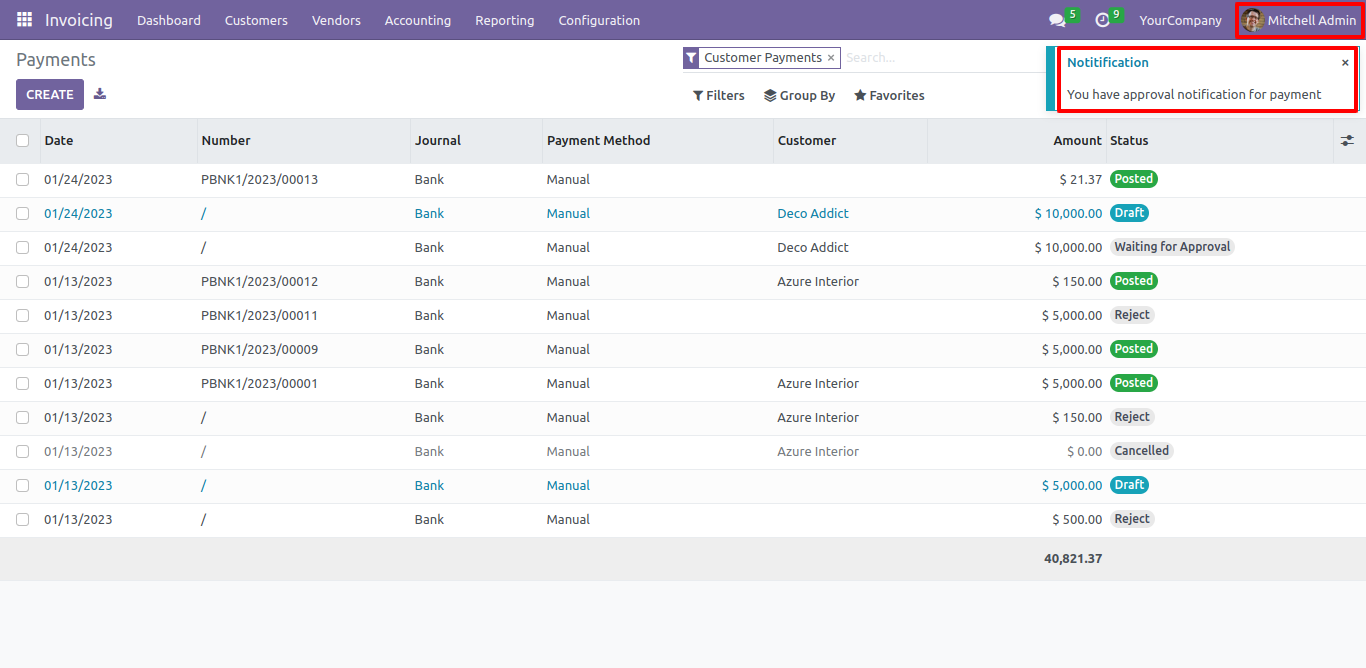 Invoicing Dashboard Customers Vendors Accounting Reporting Configuration 5 9 YourCompany Mitchell Admin
Payments
Customer Payments × Search...
CREATE
Filters Group By Favorites
Notitification ×
You have approval notification for payment
Date Number Journal Payment Method Customer Amount Status
01/24/2023 PBNK1/2023/00013 Bank Manual $ 21.37 Posted
01/24/2023 / Bank Manual Deco Addict $ 10,000.00 Draft
01/24/2023 / Bank Manual Deco Addict $ 10,000.00 Waiting for Approval
01/13/2023 PBNK1/2023/00012 Bank Manual Azure Interior $ 150.00 Posted
01/13/2023 PBNK1/2023/00011 Bank Manual $ 5,000.00 Reject
01/13/2023 PBNK1/2023/00009 Bank Manual $ 5,000.00 Posted
01/13/2023 PBNK1/2023/00001 Bank Manual Azure Interior $ 5,000.00 Posted
01/13/2023 / Bank Manual Azure Interior $ 150.00 Reject
01/13/2023 / Bank Manual Azure Interior $ 0.00 Cancelled
01/13/2023 / Bank Manual $ 5,000.00 Draft
01/13/2023 / Bank Manual $ 500.00 Reject
40,821.37